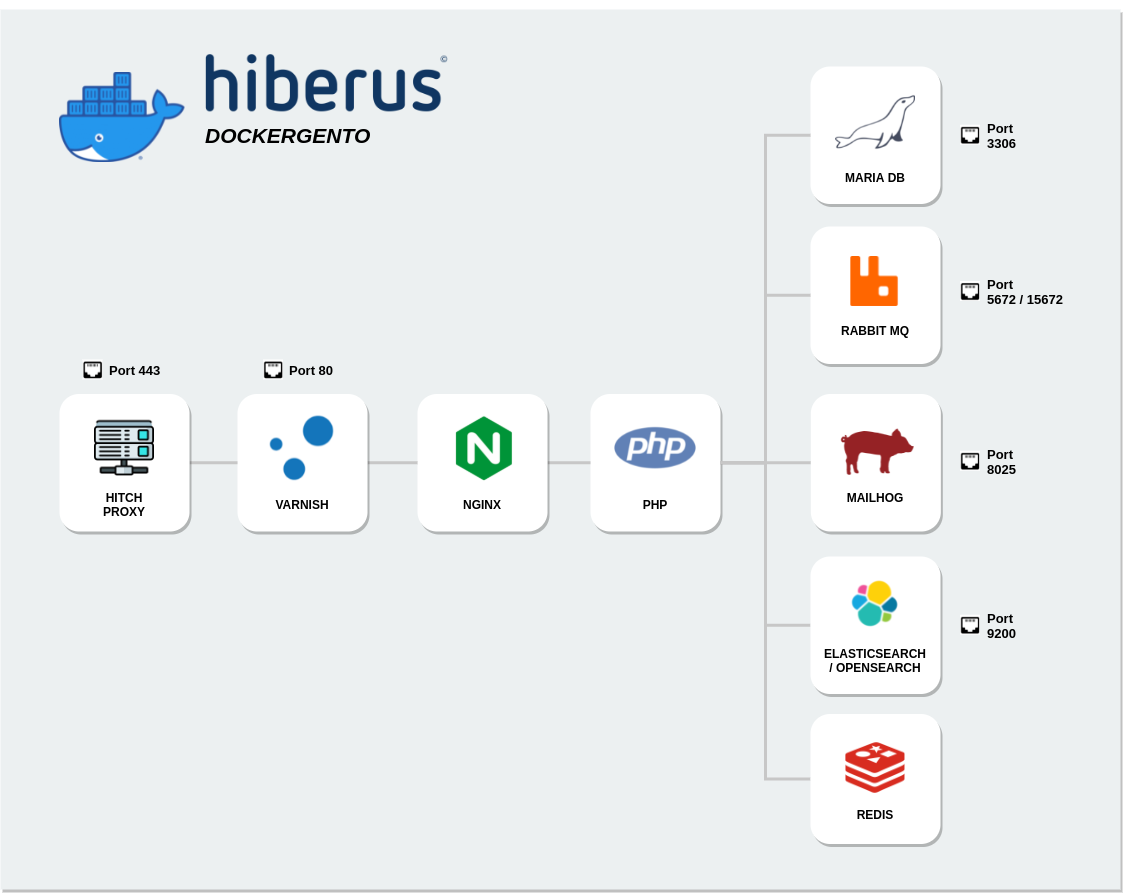 hiberus
©
DOCKERGENTO
MARIA DB
Port
3306
RABBIT MQ
Port
5672 / 15672
Port 443
HITCH
PROXY
Port 80
VARNISH
N
NGINX
php
PHP
MAILHOG
Port
8025
ELASTICSEARCH
/ OPENSEARCH
Port
9200
REDIS